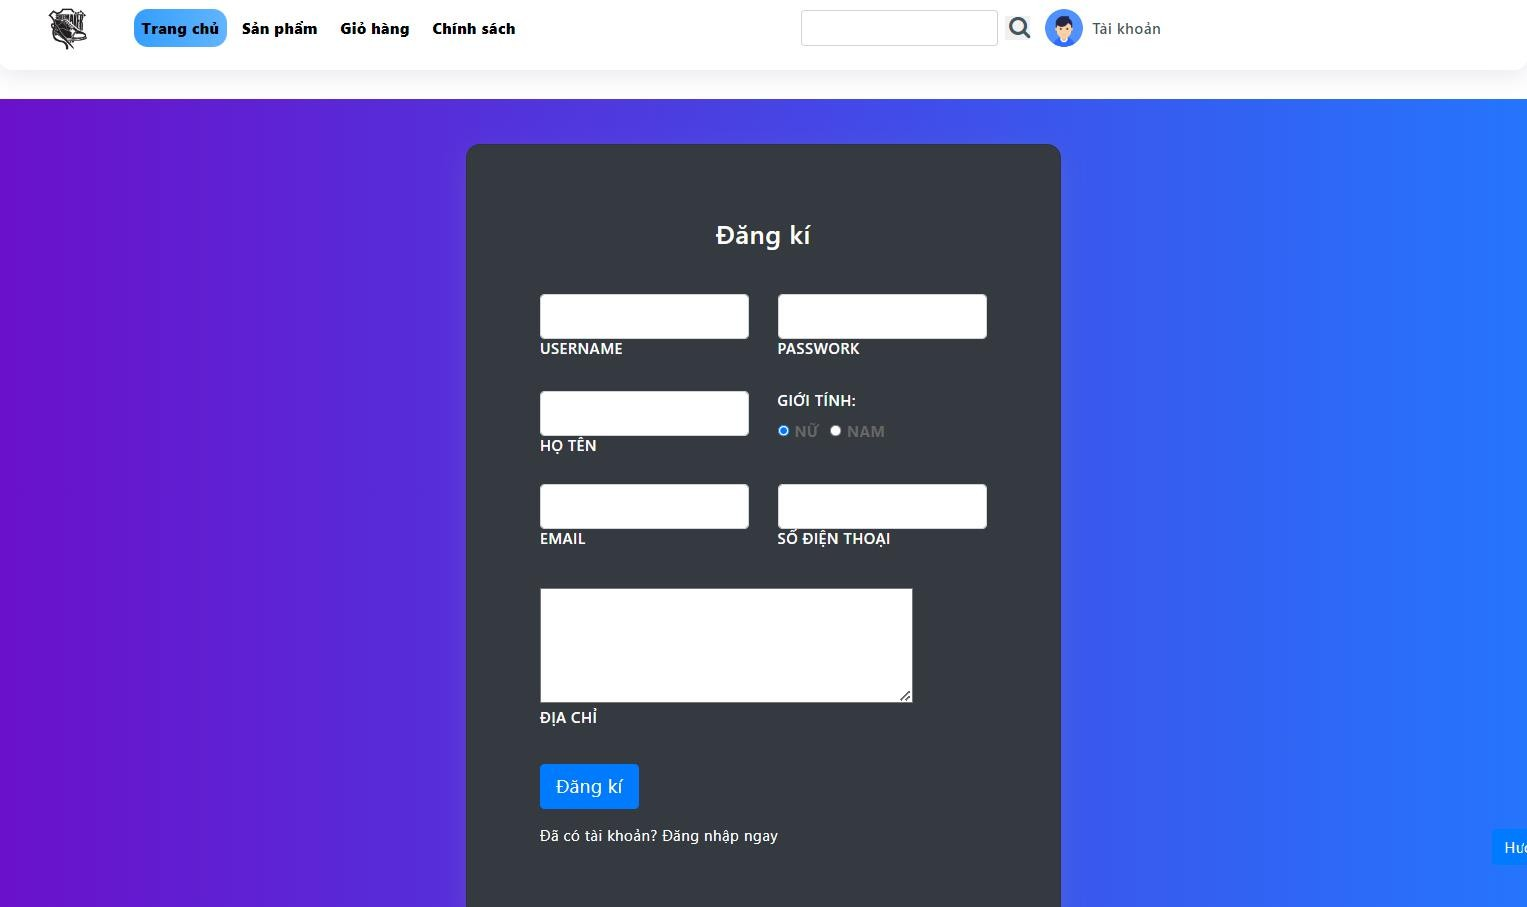 Trang chủ Sản phẩm Giỏ hàng Chính sách Tài khoản
Đăng kí
USERNAME PASSWORK
GIỚI TÍNH:
NỮ NAM
HỌ TÊN
EMAIL SỐ ĐIỆN THOẠI
ĐỊA CHỈ
Đăng kí
Đã có tài khoản? Đăng nhập ngay